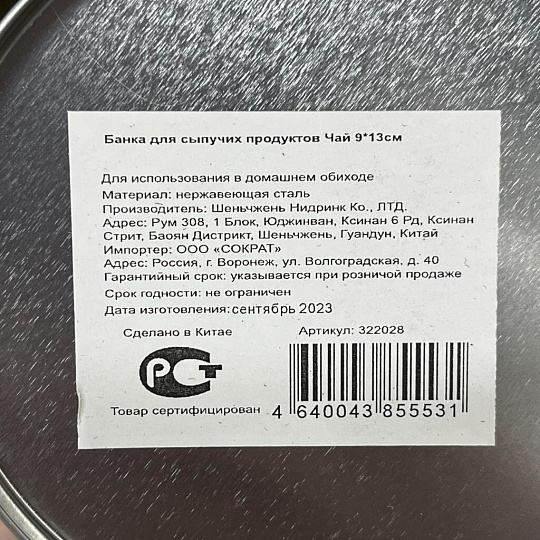 Банка для сыпучих продуктов Чай 9*13см
Для использования в домашнем обиходе
Материал: нержавеющая сталь
Производитель: Шеньчжень Нидринк Ко., ЛТД.
Адрес: Рум 308, 1 Блок, Юджинван, Ксинан 6 Рд, Ксинан
Стрит, Баоян Дистрикт, Шеньчжень, Гуандун, Китай
Импортер: ООО «СОКРАТ»
Адрес: Россия, г. Воронеж, ул. Волгоградская, д. 40
Гарантийный срок: указывается при розничой продаже
Срок годности: не ограничен
Дата изготовления: сентябрь 2023
Сделано в Китае
Артикул: 322028
РСТ
Товар сертифицирован
4 640043 855531